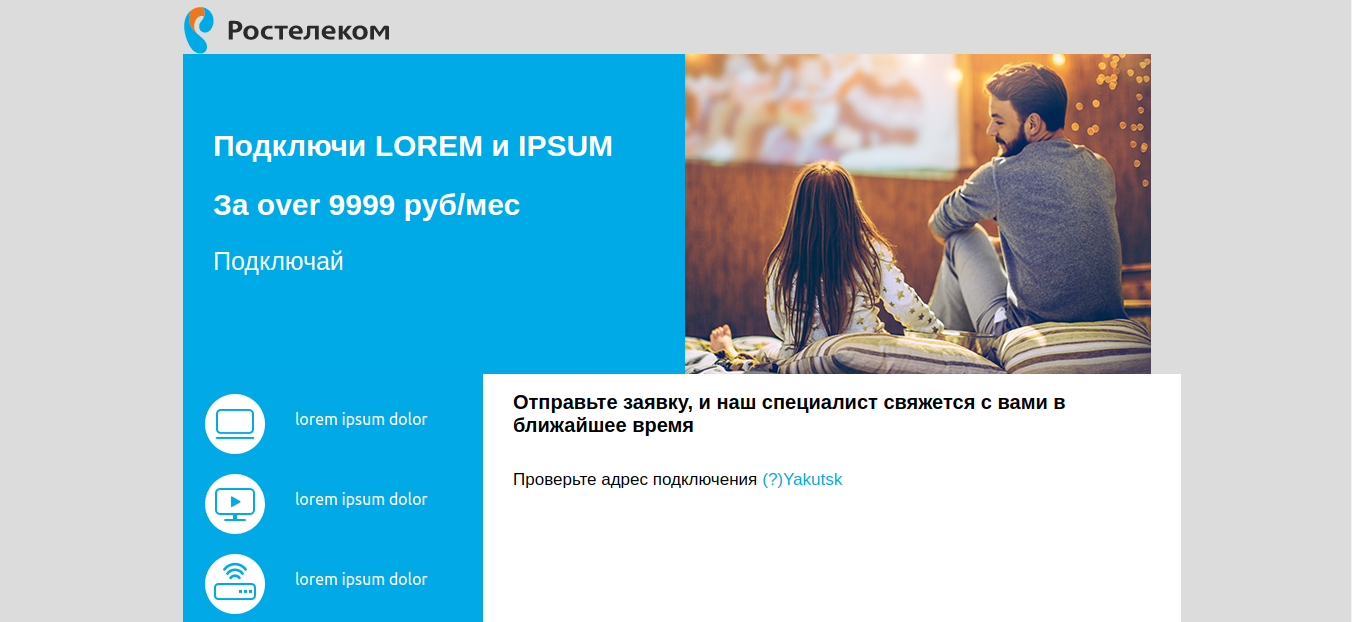 Ростелеком
Подключи LOREM и IPSUM
За over 9999 руб/мес
Подключай
lorem ipsum dolor
lorem ipsum dolor
lorem ipsum dolor
Отправьте заявку, и наш специалист свяжется с вами в
ближайшее время
Проверьте адрес подключения (?)Yakutsk